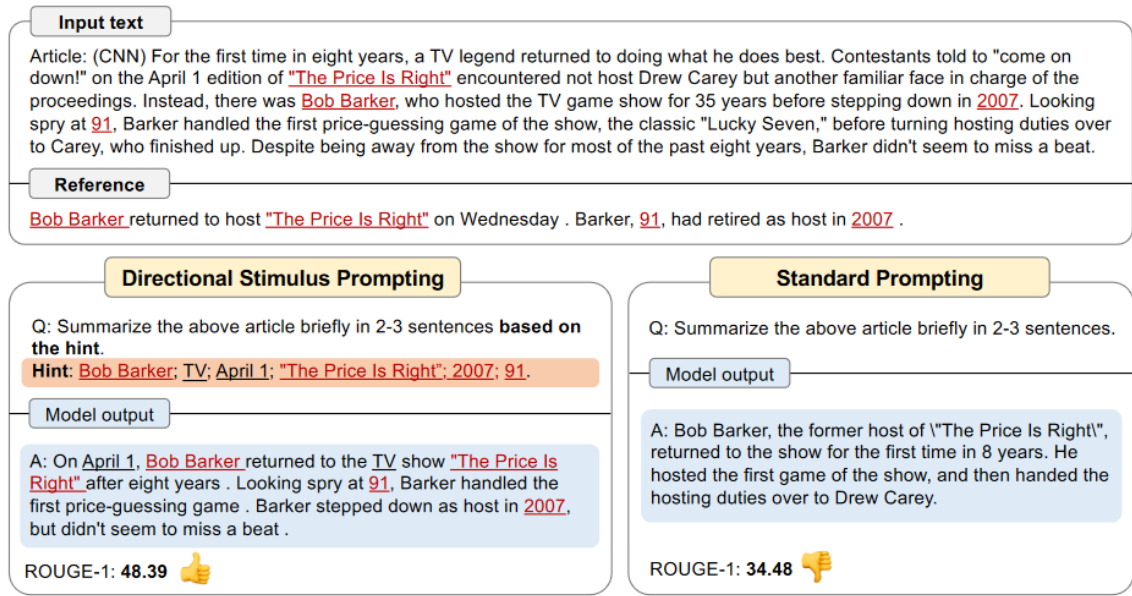 Input text
Article: (CNN) For the first time in eight years, a TV legend returned to doing what he does best. Contestants told to "come on
down!" on the April 1 edition of "The Price Is Right" encountered not host Drew Carey but another familiar face in charge of the
proceedings. Instead, there was Bob Barker, who hosted the TV game show for 35 years before stepping down in 2007. Looking
spry at 91, Barker handled the first price-guessing game of the show, the classic "Lucky Seven," before turning hosting duties over
to Carey, who finished up. Despite being away from the show for most of the past eight years, Barker didn't seem to miss a beat.
Reference
Bob Barker returned to host "The Price Is Right" on Wednesday . Barker, 91, had retired as host in 2007 .
Directional Stimulus Prompting
Q: Summarize the above article briefly in 2-3 sentences based on
the hint.
Hint: Bob Barker; TV; April 1; "The Price Is Right"; 2007; 91.
Model output
A: On April 1, Bob Barker returned to the TV show "The Price Is
Right" after eight years . Looking spry at 91, Barker handled the
first price-guessing game . Barker stepped down as host in 2007,
but didn't seem to miss a beat .
ROUGE-1: 48.39
Standard Prompting
Q: Summarize the above article briefly in 2-3 sentences.
Model output
A: Bob Barker, the former host of \"The Price Is Right\",
returned to the show for the first time in 8 years. He
hosted the first game of the show, and then handed the
hosting duties over to Drew Carey.
ROUGE-1: 34.48